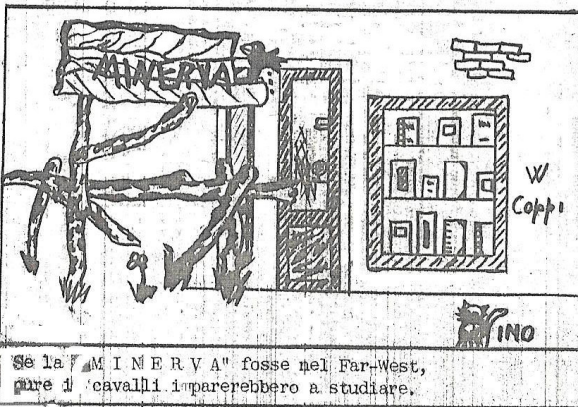 MINERVA
W
Coppi
INO
Se la "M I N E R V A" fosse nel Far-West,
pure i cavalli imparerebbero a studiare.